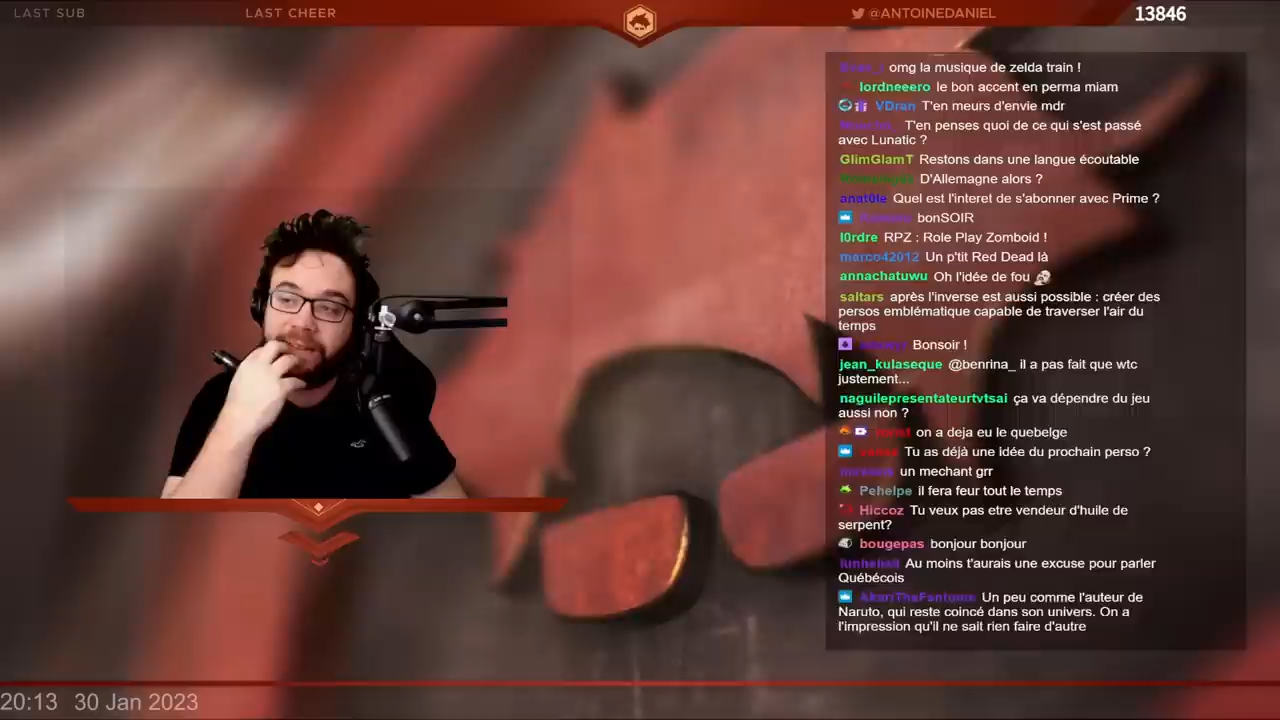 LAST SUB
LAST CHEER
@ANTOINEDANIEL
13846
omg la musique de zelda train !
lordneeero le bon accent en perma miam
VDran T'en meurs d'envie mdr
T'en penses quoi de ce qui s'est passé
avec Lunatic ?
GlimGlamT Restons dans une langue écoutable
D'Allemagne alors ?
anat0le Quel est l'interet de s'abonner avec Prime ?
bonSOIR
l0rdre RPZ : Role Play Zomboid !
marco42012 Un p'tit Red Dead là
annachatuwu Oh l'idée de fou
saltars après l'inverse est aussi possible : créer des
persos emblématique capable de traverser l'air du
temps
Bonsoir !
jean_kulaseque @benrina_ il a pas fait que wtc
justement...
naguilepresentateurtvtsai ça va dépendre du jeu
aussi non ?
on a deja eu le quebelge
Tu as déjà une idée du prochain perso ?
un mechant grr
Pehelpe il fera feur tout le temps
Hiccoz Tu veux pas etre vendeur d'huile de
serpent?
bougepas bonjour bonjour
Au moins t'aurais une excuse pour parler
Québécois
Un peu comme l'auteur de
Naruto, qui reste coincé dans son univers. On a
l'impression qu'il ne sait rien faire d'autre
20:13 30 Jan 2023